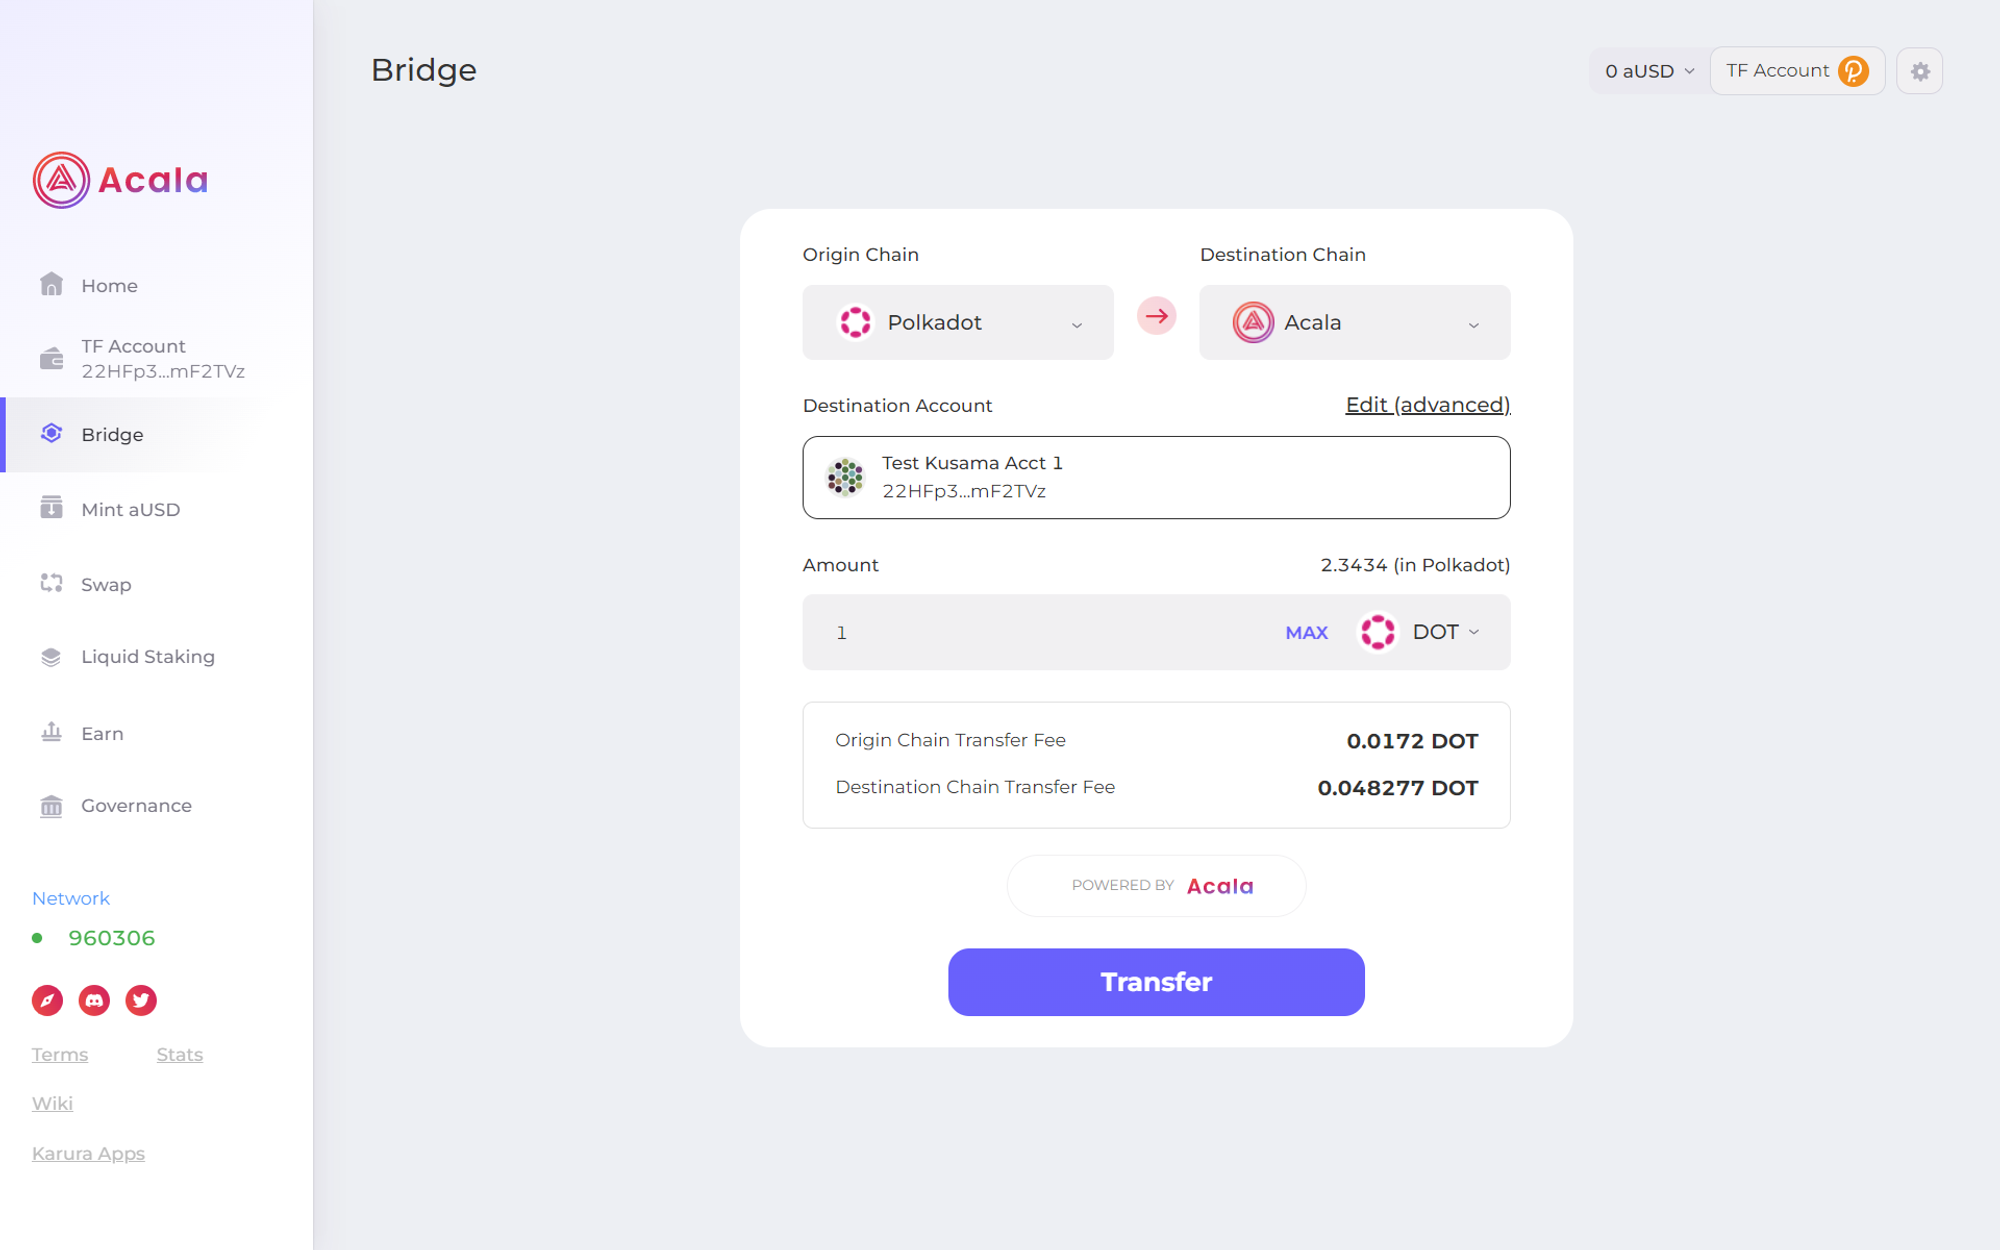 Bridge
0 aUSD
TF Account
Acala
Home
TF Account
22HFp3...mF2TVz
Bridge
Mint aUSD
Swap
Liquid Staking
Earn
Governance
Network
960306
Terms
Stats
Wiki
Karura Apps
Origin Chain
Destination Chain
Polkadot
Acala
Destination Account
Edit (advanced)
Test Kusama Acct 1
22HFp3...mF2TVz
Amount
2.3434 (in Polkadot)
1
MAX
DOT
Origin Chain Transfer Fee
0.0172 DOT
Destination Chain Transfer Fee
0.048277 DOT
POWERED BY Acala
Transfer